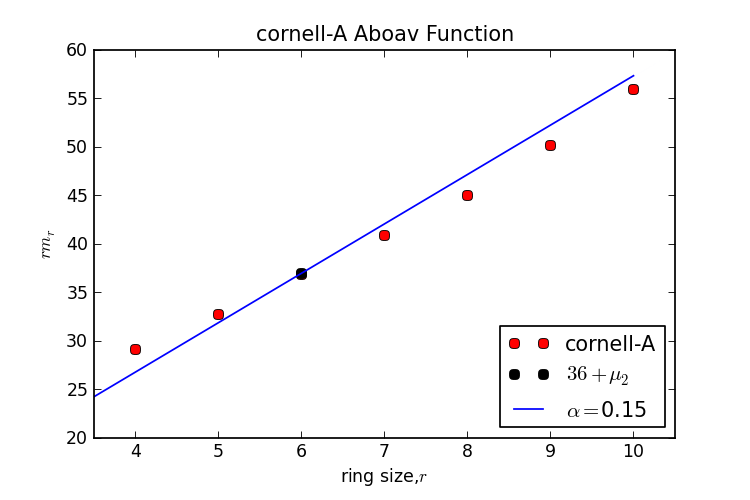 cornell-A Aboav Function
60
55
50
45
40
35
30
25
20
rm_r
cornell-A
36 + μ₂
α = 0.15
4 5 6 7 8 9 10
ring size,r